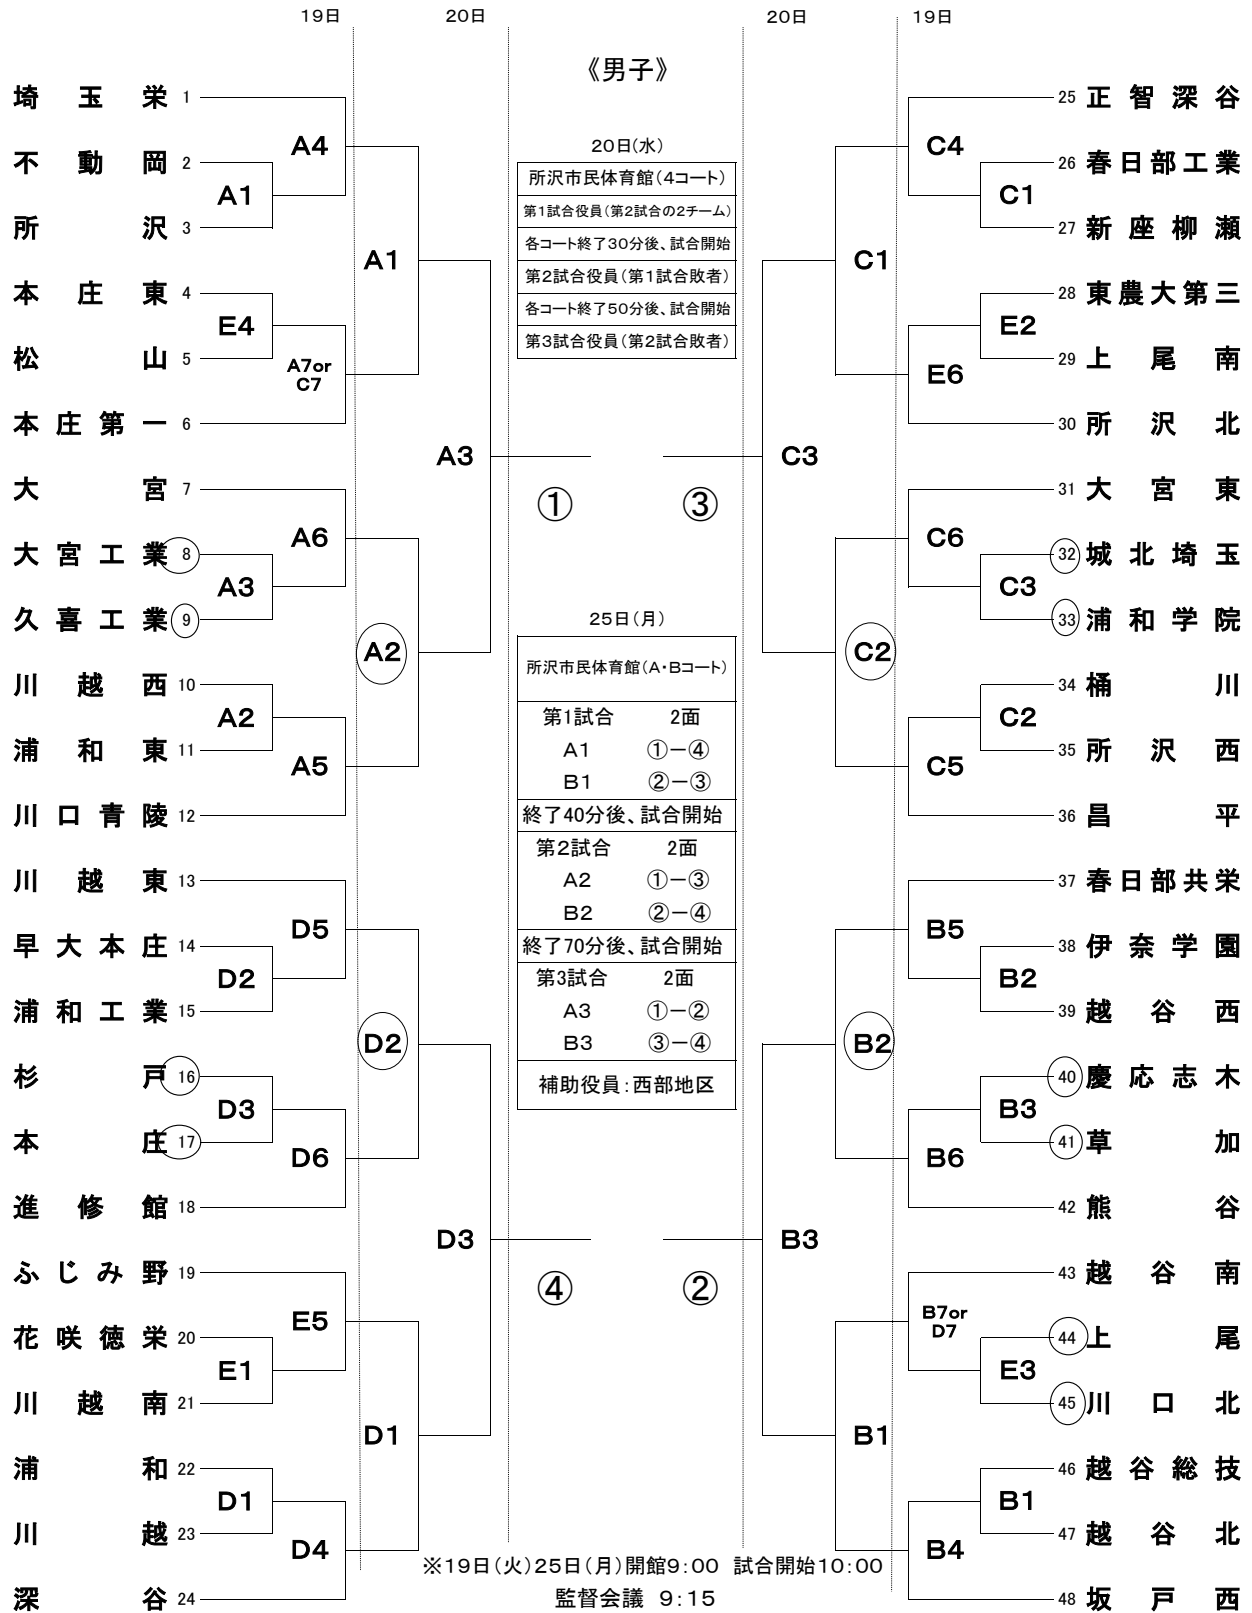 19日 20日 20日 19日
《男子》
埼玉栄 1
不動岡 2
所沢 3
本庄東 4
松山 5
本庄第一 6
大宮 7
大宮工業 8
久喜工業 9
川越西 10
浦和東 11
川口青陵 12
川越東 13
早大本庄 14
浦和工業 15
杉戸 16
本庄 17
進修館 18
ふじみ野 19
花咲徳栄 20
川越南 21
浦和 22
川越 23
深谷 24
A1
E4
A3
A2
D2
D3
E1
D1
A4
A7or
C7
A6
A5
D5
D6
E5
D4
A1
A2
D2
D1
A3
D3
①
④
20日(水)
所沢市民体育館(4コート)
第1試合役員(第2試合の2チーム)
各コート終了30分後、試合開始
第2試合役員(第1試合敗者)
各コート終了50分後、試合開始
第3試合役員(第2試合敗者)
25日(月)
所沢市民体育館(A・Bコート)
第1試合 2面
A1 ①－④
B1 ②－③
終了40分後、試合開始
第2試合 2面
A2 ①－③
B2 ②－④
終了70分後、試合開始
第3試合 2面
A3 ①－②
B3 ③－④
補助役員:西部地区
③
②
C3
B3
C1
C2
B2
B1
C4
E6
C6
C5
B5
B6
B7or
D7
B4
C1
E2
C3
C2
B2
B3
E3
B1
25 正智深谷
26 春日部工業
27 新座柳瀬
28 東農大第三
29 上尾南
30 所沢北
31 大宮東
32 城北埼玉
33 浦和学院
34 桶川
35 所沢西
36 昌平
37 春日部共栄
38 伊奈学園
39 越谷西
40 慶応志木
41 草加
42 熊谷
43 越谷南
44 上尾
45 川口北
46 越谷総技
47 越谷北
48 坂戸西
※19日(火)25日(月)開館9:00 試合開始10:00
監督会議 9:15